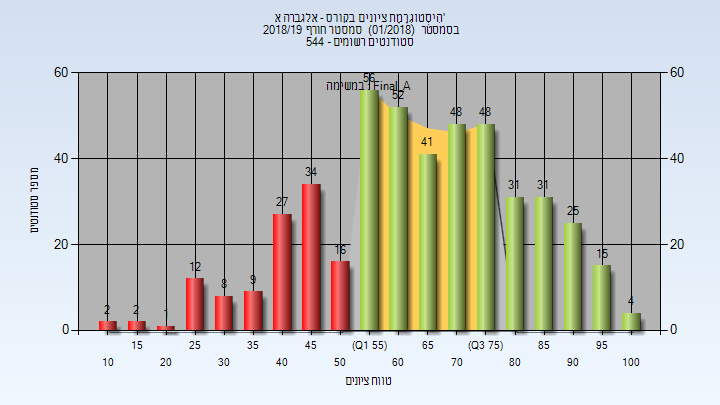 היסטוגרמת ציונים בקורס - אלגברה א'
בסמסטר (01/2018) סמסטר חורף 2018/19
סטודנטים רשומים - 544
במשימה : Final_A
מספר סטודנטים
60 60
40 40
20 20
0 0
2 2 1 12 8 9 27 34 16 56 52 41 48 48 31 31 25 15 4
15 25 35 45 (Q1 55) 65 (Q3 75) 85 95
10 20 30 40 50 60 70 80 90 100
טווח ציונים